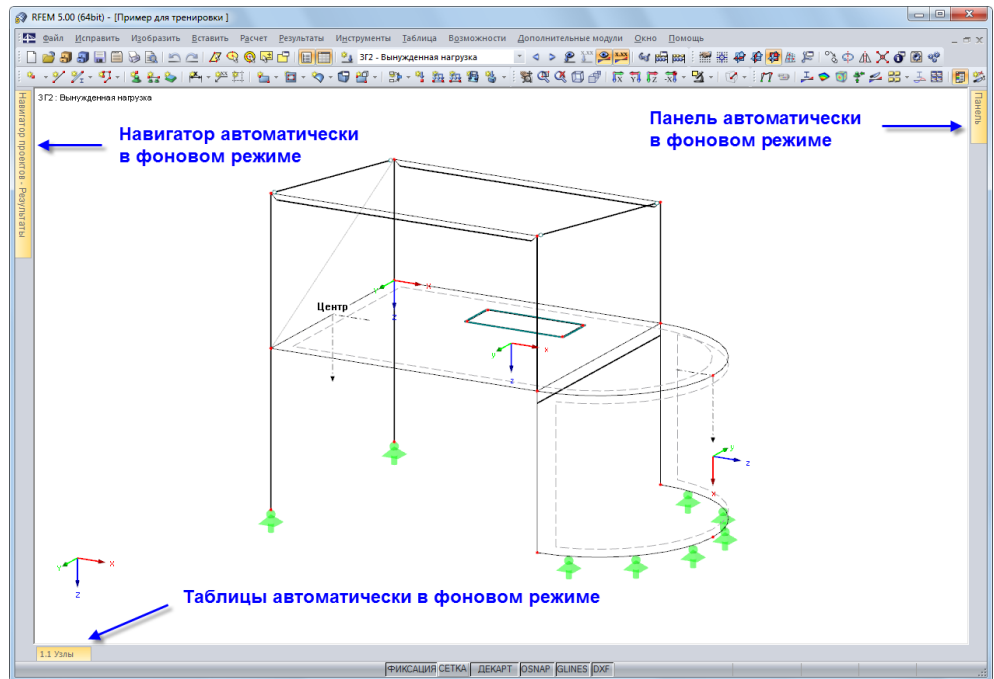 RFEM 5.00 (64bit) - [Пример для тренировки ]
Файл Исправить Изобразить Вставить Расчет Результаты Инструменты Таблица Возможности Дополнительные модули Окно Помощь
ЗГ2 - Вынужденная нагрузка
x.xx
ЗГ2 : Вынужденная нагрузка
Навигатор проектов - Результаты
Панель
Навигатор автоматически
в фоновом режиме
Панель автоматически
в фоновом режиме
Центр
y
x
z
y
x
z
y
z
x
y
x
z
Таблицы автоматически в фоновом режиме
1.1 Узлы
ФИКСАЦИЯ СЕТКА ДЕКАРТ OSNAP GLINES DXF